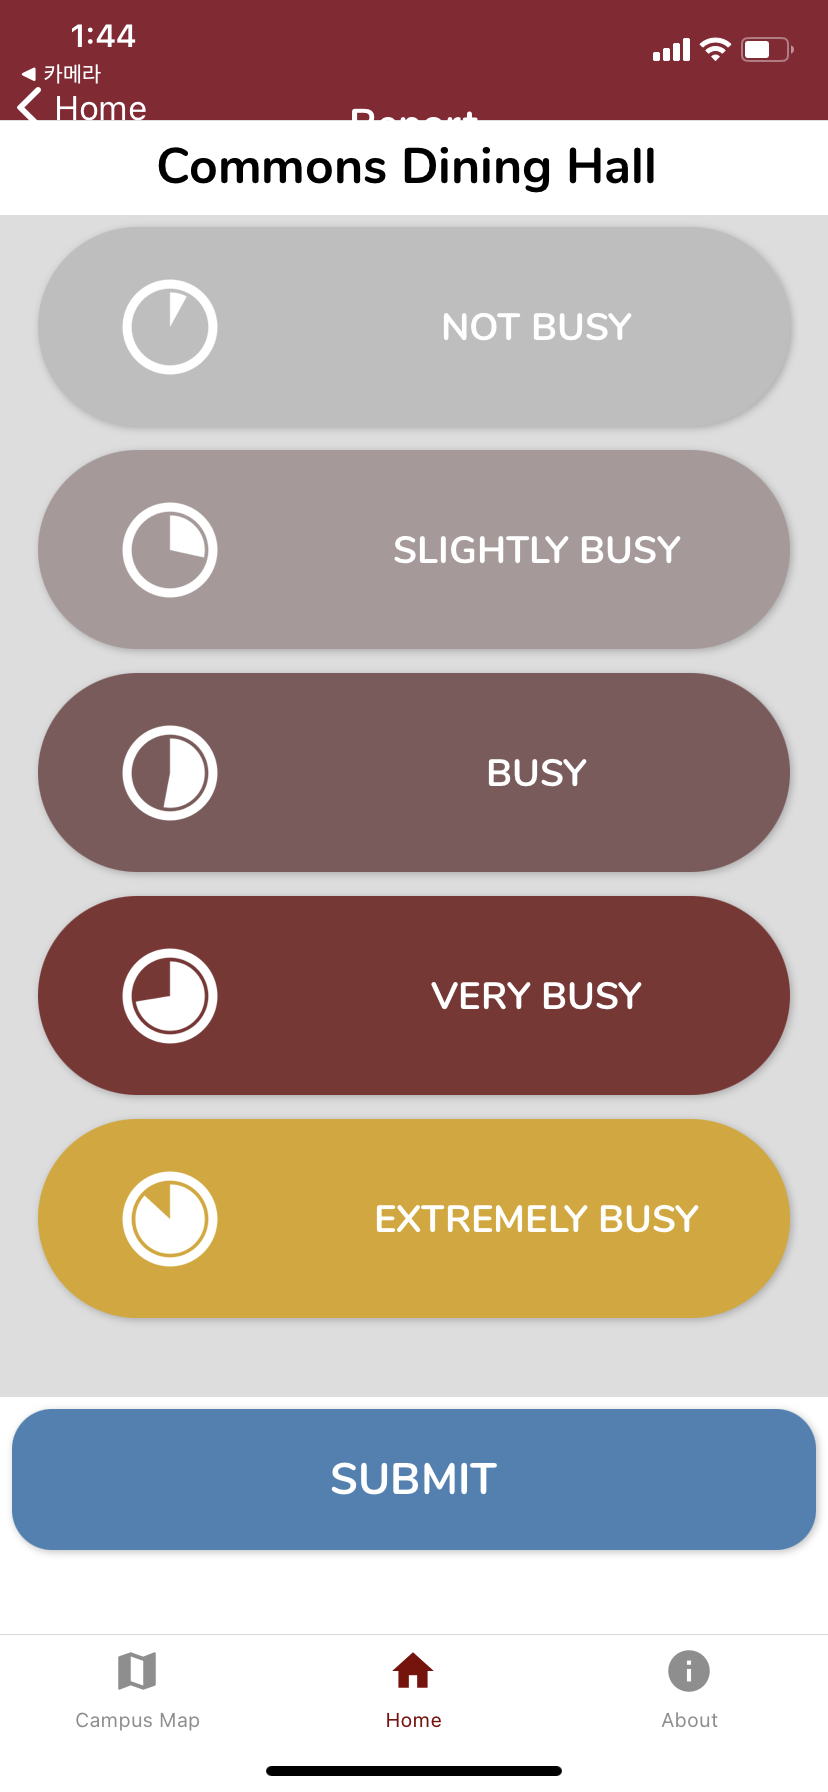 1:44
◀ 카메라
Home
Report
Commons Dining Hall
NOT BUSY
SLIGHTLY BUSY
BUSY
VERY BUSY
EXTREMELY BUSY
SUBMIT
Campus Map
Home
About